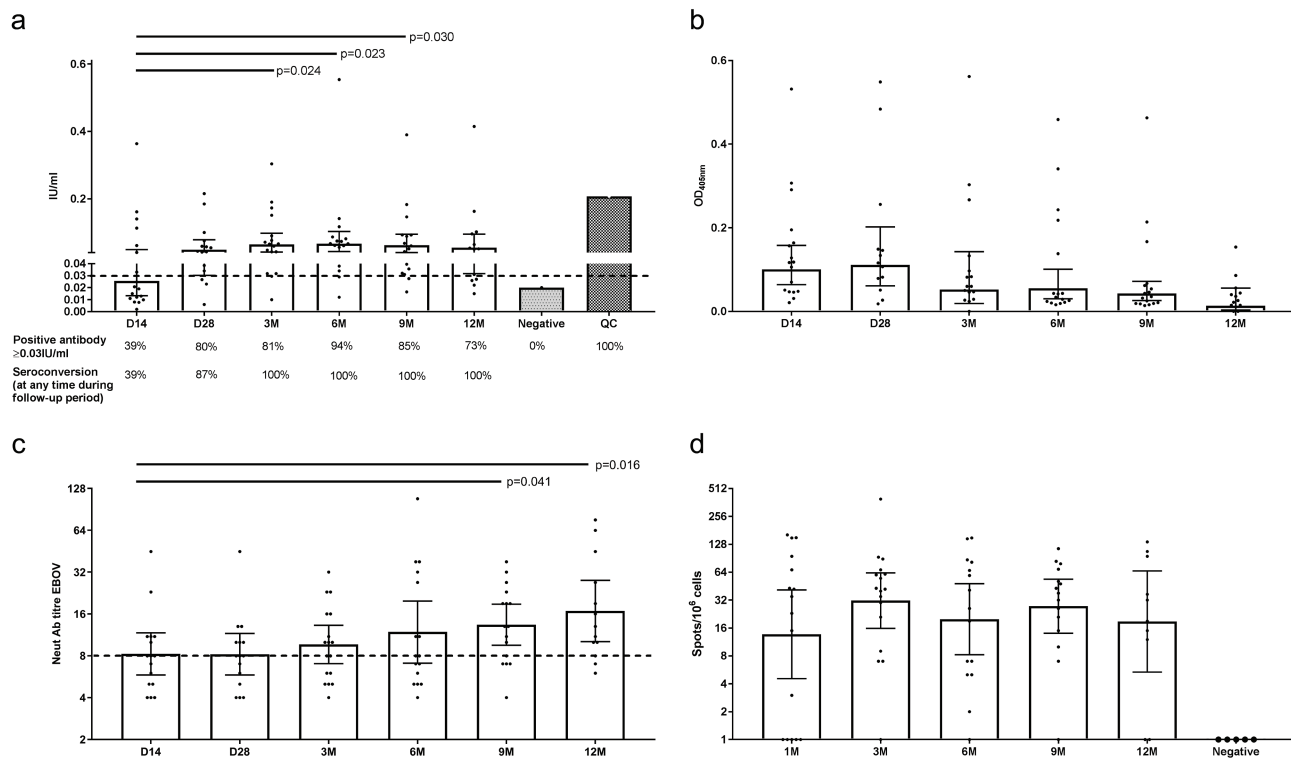 a
p=0.030
p=0.023
p=0.024
0.6
0.4
0.2
0.04
0.03
0.02
0.01
0.00
IU/ml
D14 D28 3M 6M 9M 12M Negative QC
Positive antibody
≥0.03IU/ml
39% 80% 81% 94% 85% 73% 0% 100%
Seroconversion
(at any time during
follow-up period)
39% 87% 100% 100% 100% 100%
b
0.6
0.4
0.2
0.0
OD405nm
D14 D28 3M 6M 9M 12M
c
p=0.016
p=0.041
128
64
32
16
8
4
2
Neut Ab titre EBOV
D14 D28 3M 6M 9M 12M
d
512
256
128
64
32
16
8
4
2
1
Spots/10⁶ cells
1M 3M 6M 9M 12M Negative